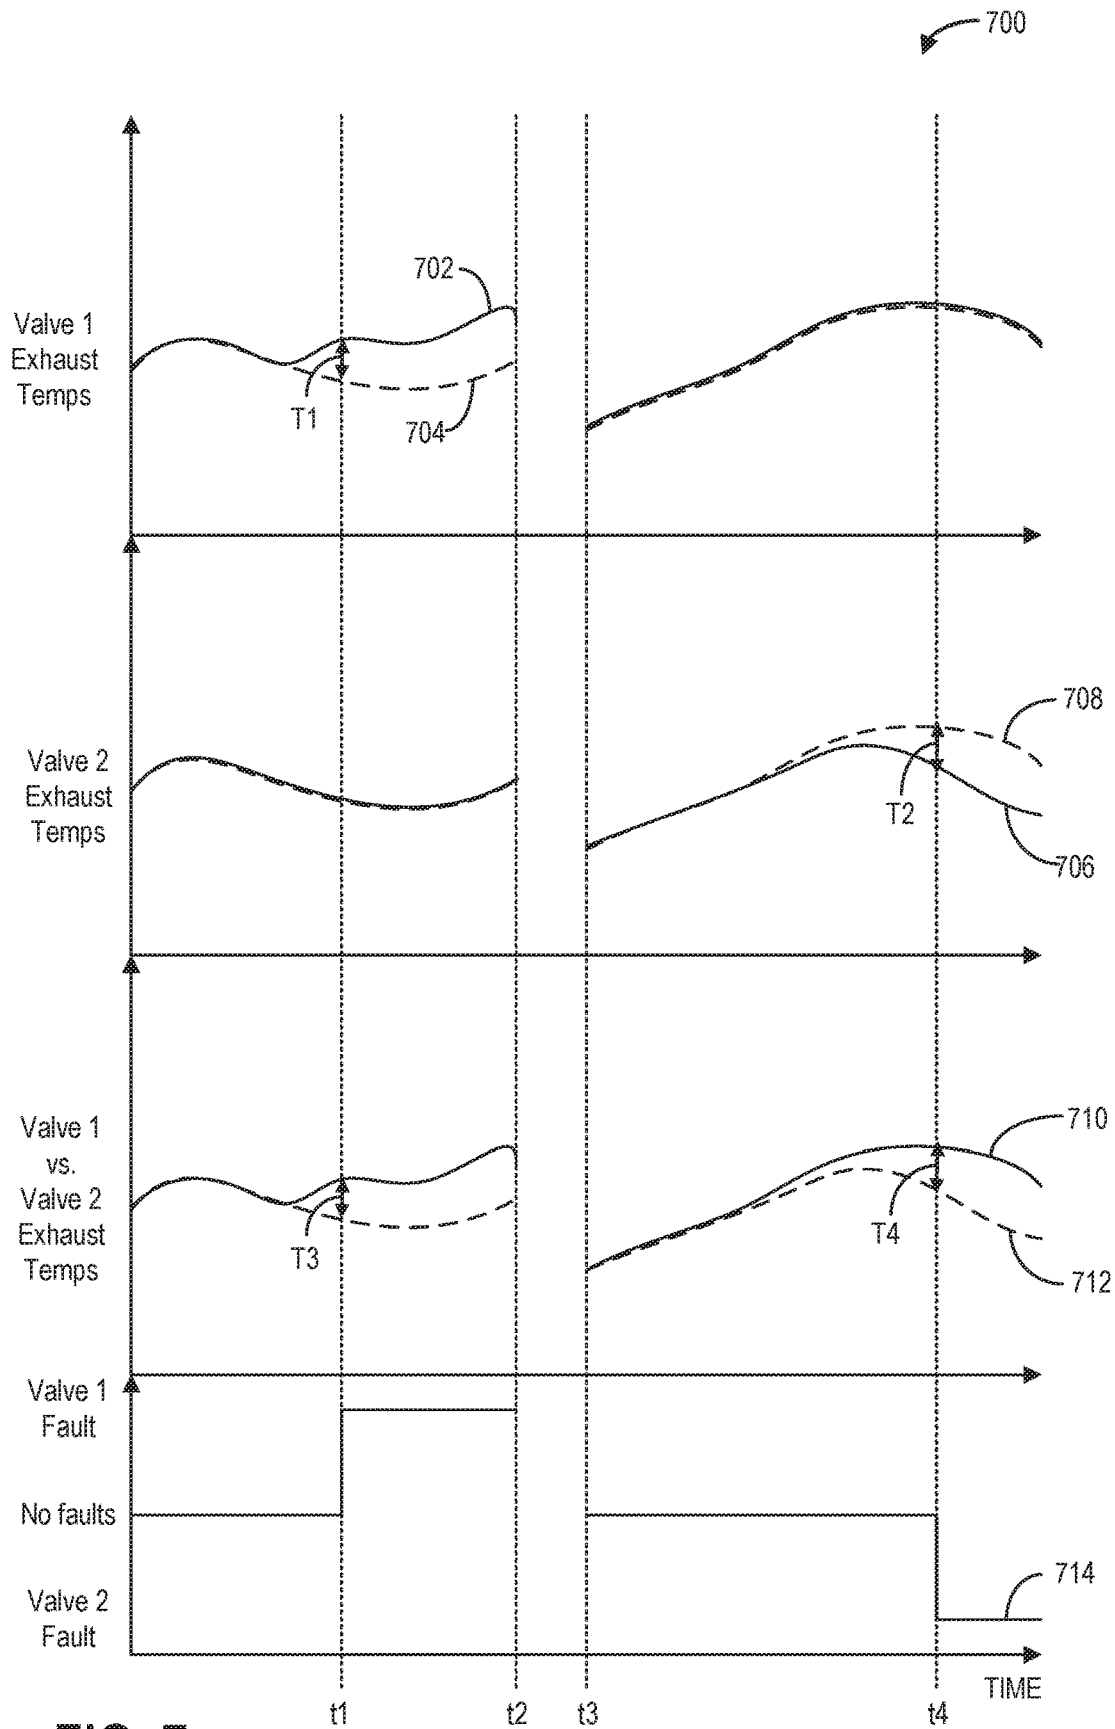 700
702
Valve 1
Exhaust
Temps
T1
704
708
Valve 2
Exhaust
Temps
T2
706
Valve 1
vs.
Valve 2
Exhaust
Temps
710
T3
T4
712
Valve 1
Fault
No faults
714
Valve 2
Fault
TIME
t1 t2 t3 t4